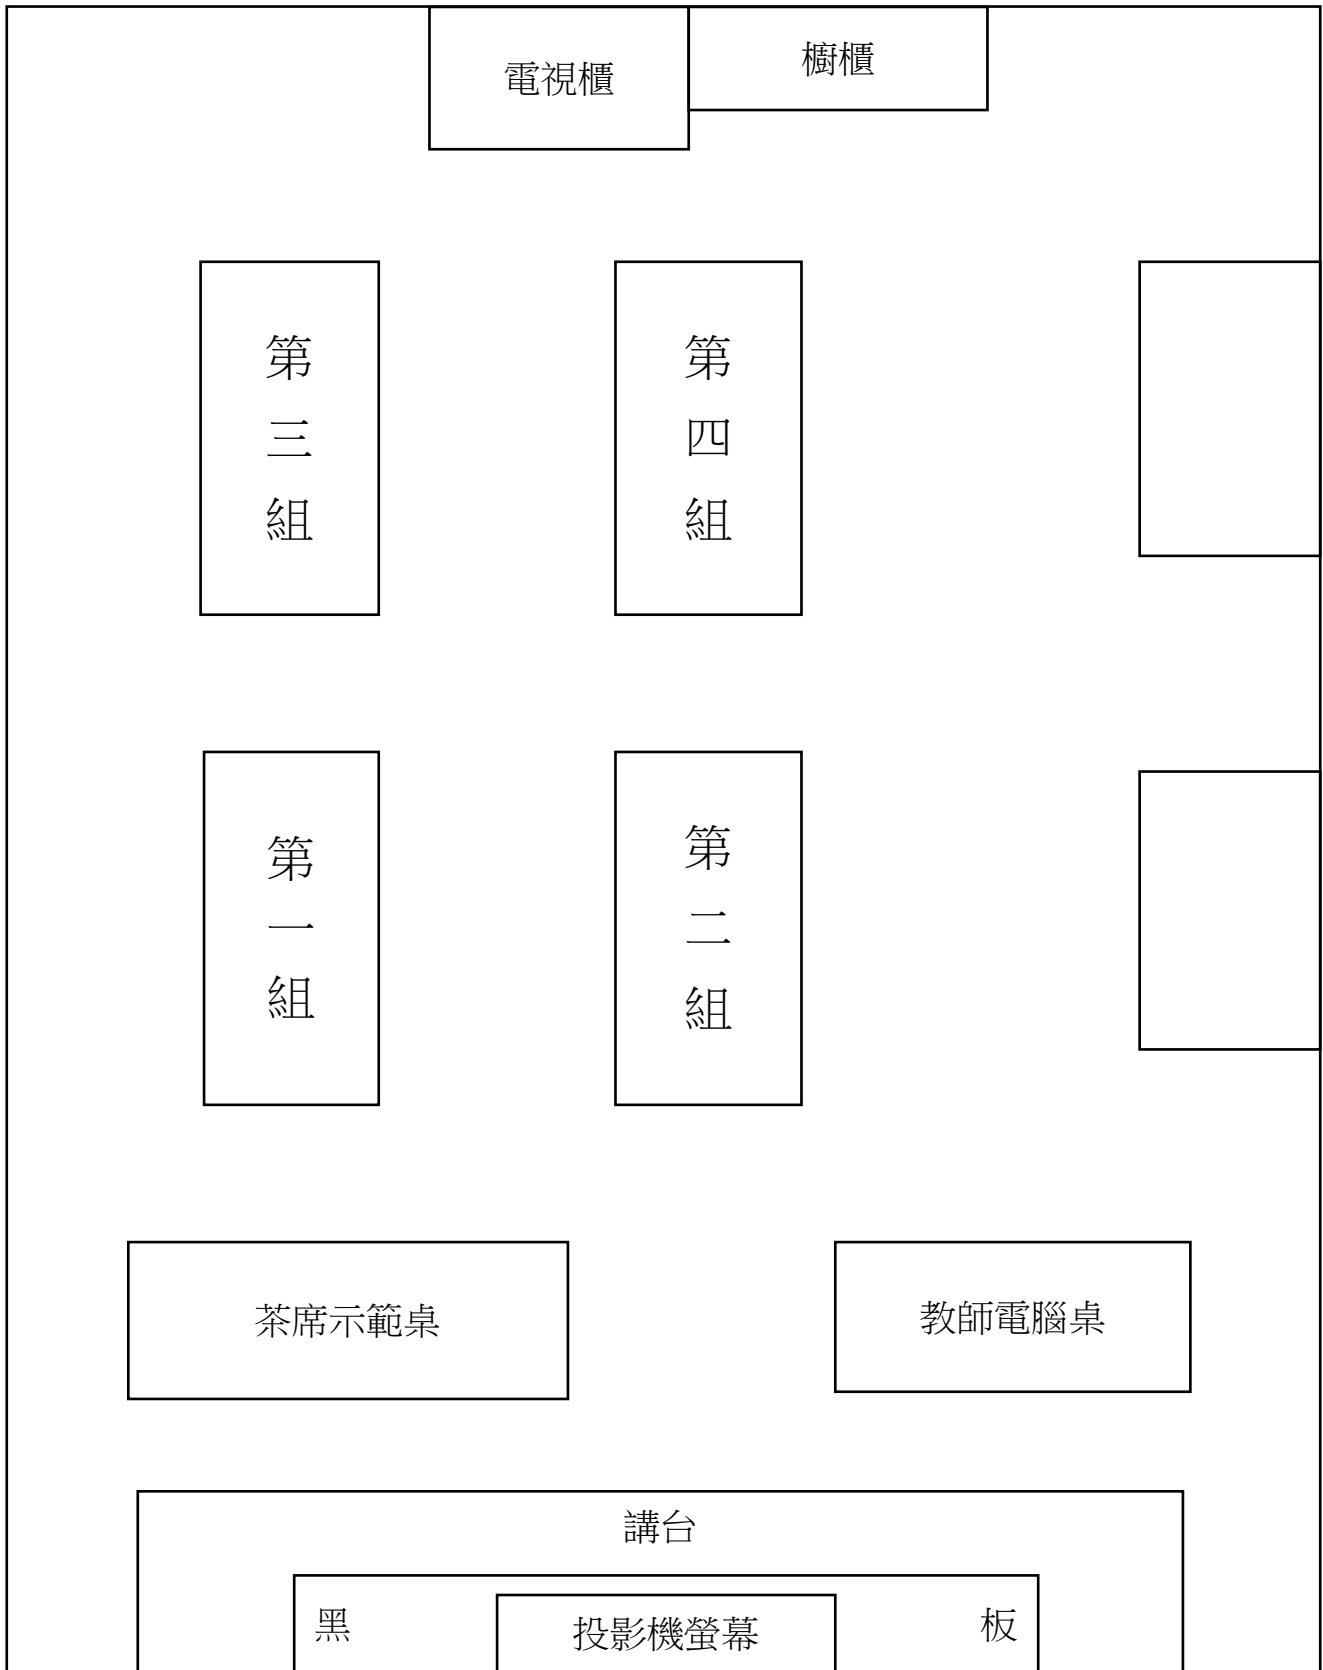 電視櫃
櫥櫃
第三組
第四組
第一組
第二組
茶席示範桌
教師電腦桌
講台
黑
投影機螢幕
板